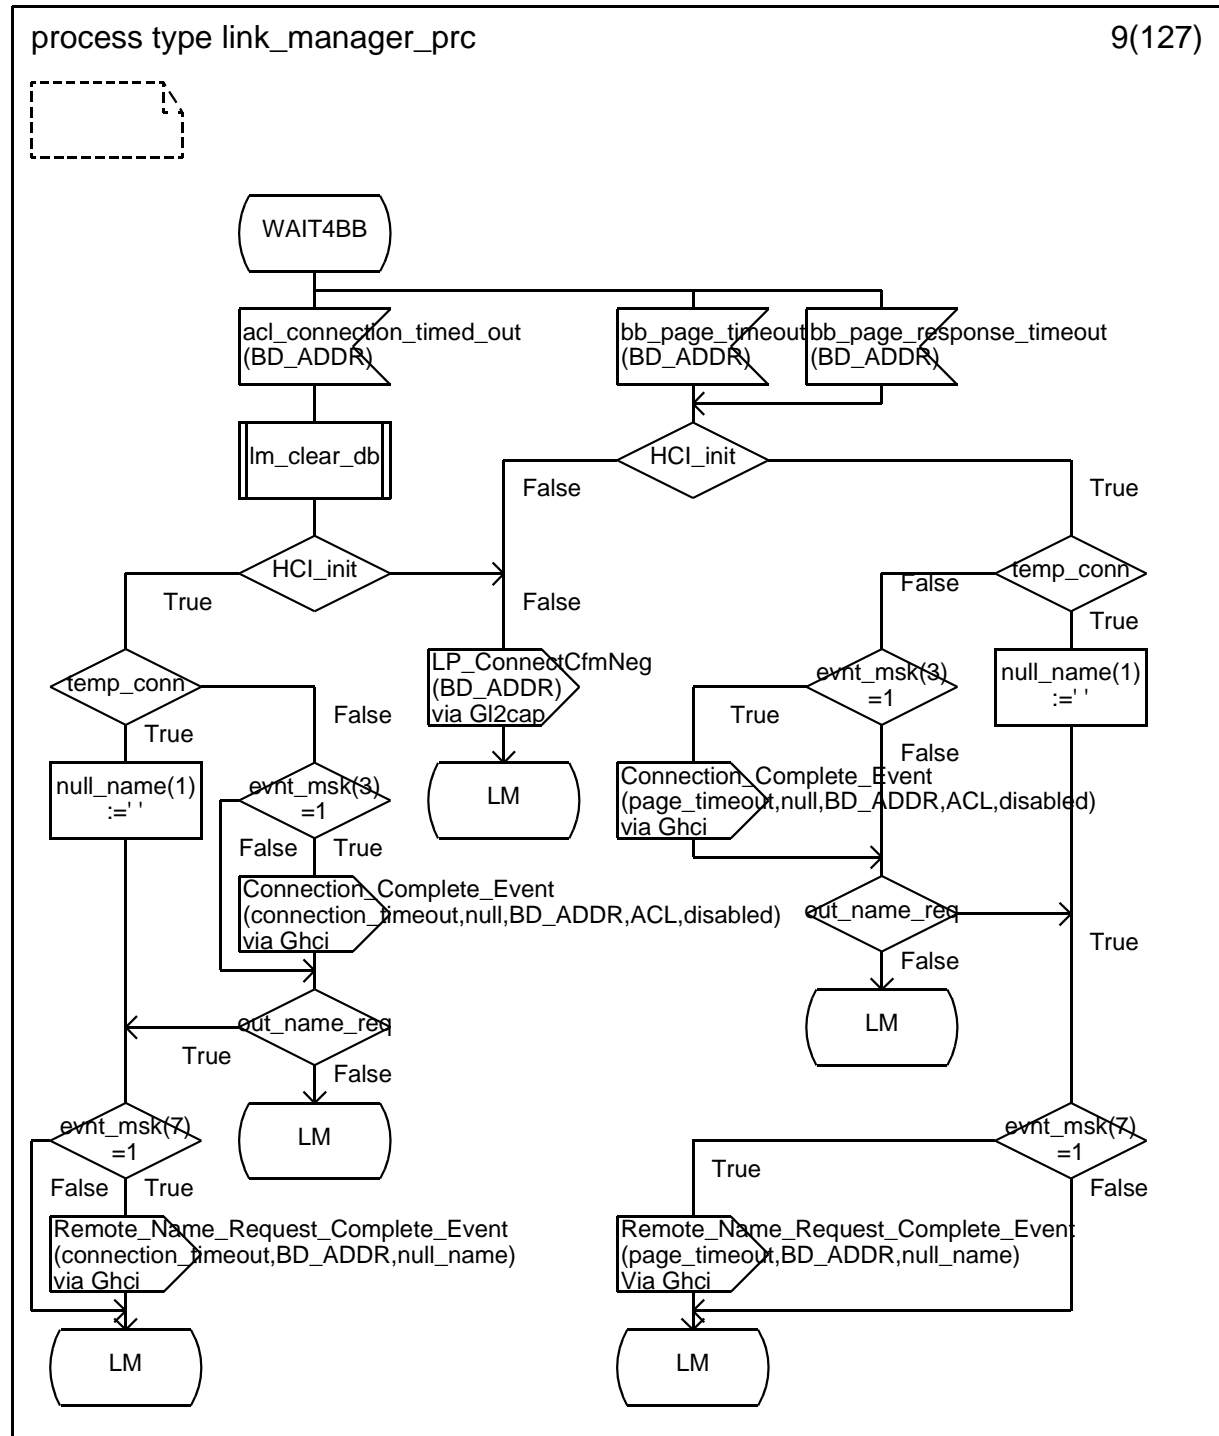 process type link_manager_prc
9(127)
WAIT4BB
acl_connection_timed_out
(BD_ADDR)
bb_page_timeout
(BD_ADDR)
bb_page_response_timeout
(BD_ADDR)
lm_clear_db
HCI_init
False
True
HCI_init
True
False
temp_conn
False
True
temp_conn
False
True
LP_ConnectCfmNeg
(BD_ADDR)
via Gl2cap
evnt_msk(3)
=1
True
False
null_name(1)
:=' '
null_name(1)
:=' '
evnt_msk(3)
=1
False
True
LM
Connection_Complete_Event
(page_timeout,null,BD_ADDR,ACL,disabled)
via Ghci
Connection_Complete_Event
(connection_timeout,null,BD_ADDR,ACL,disabled)
via Ghci
out_name_req
True
False
out_name_req
True
False
LM
LM
evnt_msk(7)
=1
False
True
evnt_msk(7)
=1
True
False
Remote_Name_Request_Complete_Event
(connection_timeout,BD_ADDR,null_name)
via Ghci
Remote_Name_Request_Complete_Event
(page_timeout,BD_ADDR,null_name)
Via Ghci
LM
LM